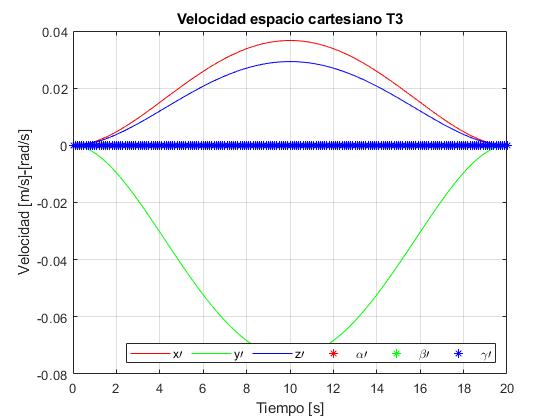 Velocidad espacio cartesiano T3
0.04
0.02
0
-0.02
-0.04
-0.06
-0.08
Velocidad [m/s]-[rad/s]
x′ y′ z′ α′ β′ γ′
0 2 4 6 8 10 12 14 16 18 20
Tiempo [s]